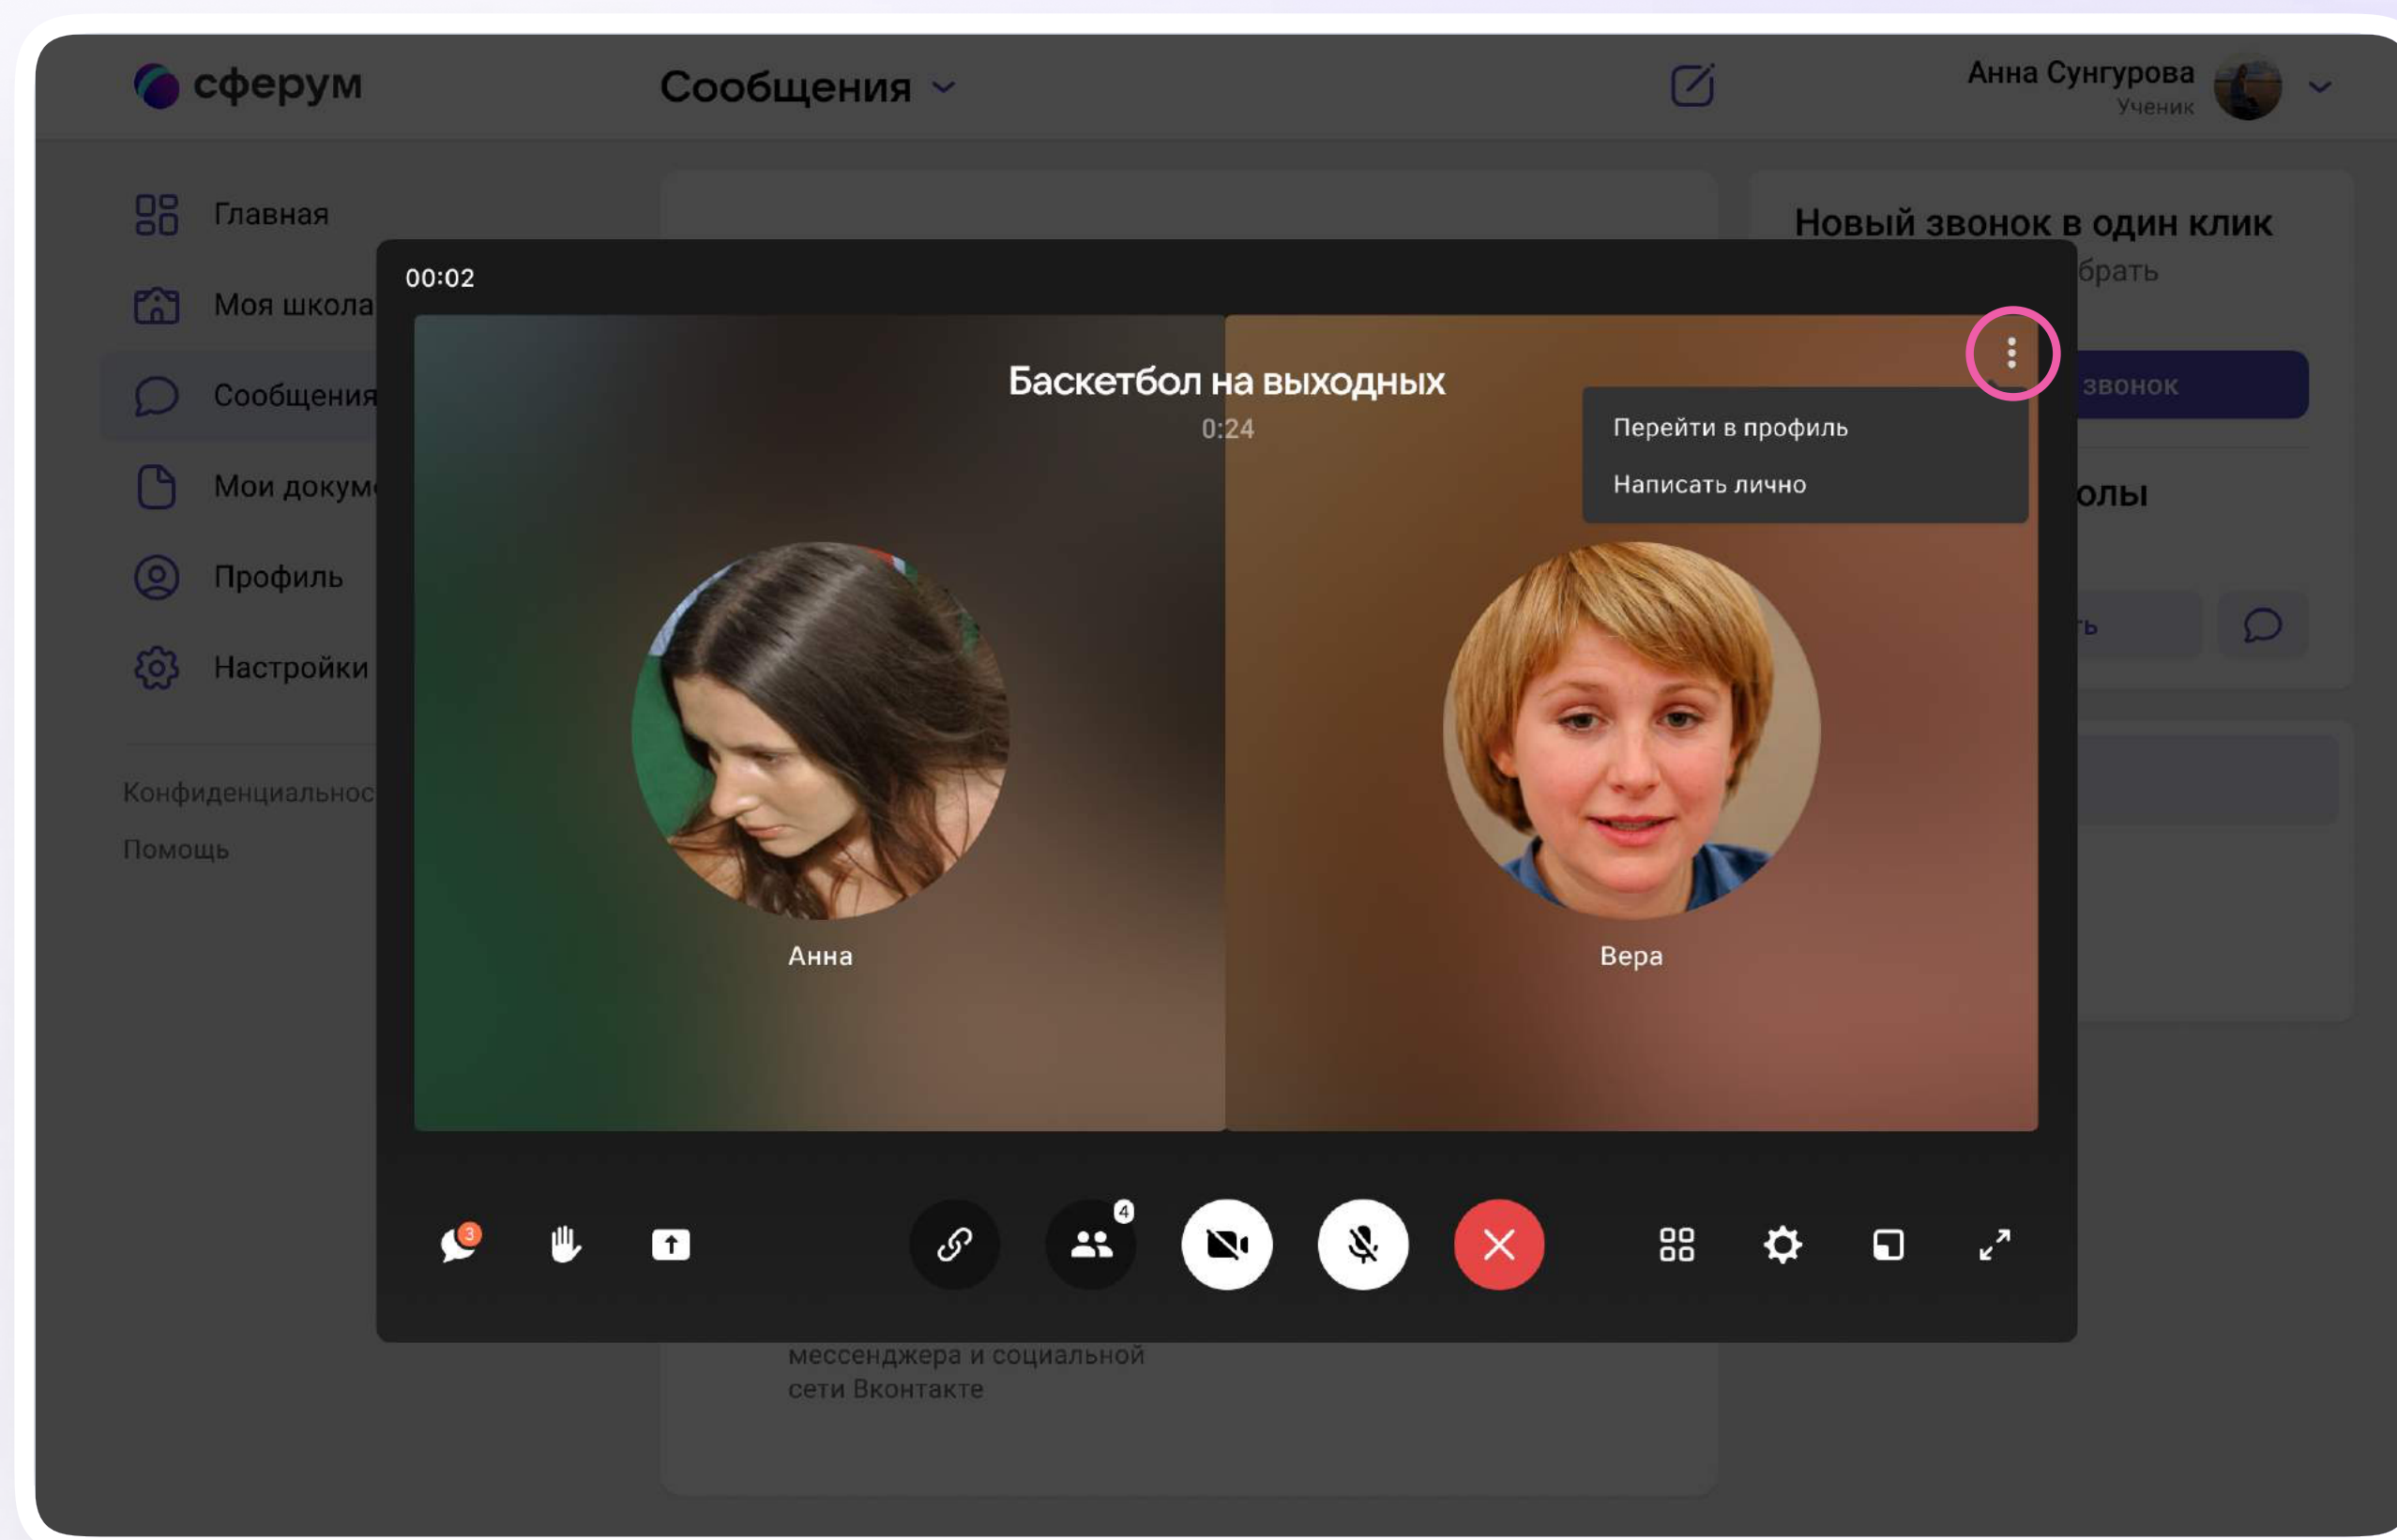 сферум
Сообщения
Анна Сунгурова
Ученик
Главная
Моя школа
Сообщения
Мои докум
Профиль
Настройки
Конфиденциальнос
Помощь
Новый звонок в один клик
брать
звонок
олы
ть
00:02
Баскетбол на выходных
0:24
Перейти в профиль
Написать лично
Анна
Вера
3
4
мессенджера и социальной
сети Вконтакте